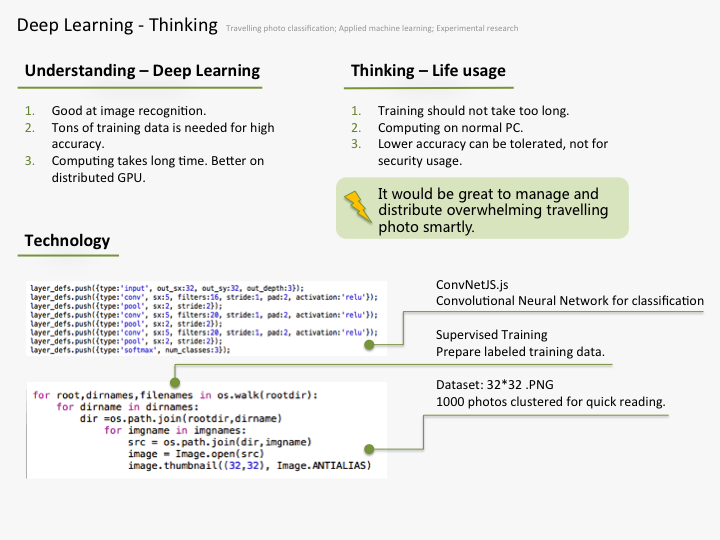 Deep Learning - Thinking Travelling photo classification; Applied machine learning; Experimental research
Understanding – Deep Learning
1. Good at image recognition.
2. Tons of training data is needed for high
accuracy.
3. Computing takes long time. Better on
distributed GPU.
Thinking – Life usage
1. Training should not take too long.
2. Computing on normal PC.
3. Lower accuracy can be tolerated, not for
security usage.
It would be great to manage and
distribute overwhelming travelling
photo smartly.
Technology
layer_defs.push({type:'input', out_sx:32, out_sy:32, out_depth:3});
layer_defs.push({type:'conv', sx:5, filters:16, stride:1, pad:2, activation:'relu'});
layer_defs.push({type:'pool', sx:2, stride:2});
layer_defs.push({type:'conv', sx:5, filters:20, stride:1, pad:2, activation:'relu'});
layer_defs.push({type:'pool', sx:2, stride:2});
layer_defs.push({type:'conv', sx:5, filters:20, stride:1, pad:2, activation:'relu'});
layer_defs.push({type:'pool', sx:2, stride:2});
layer_defs.push({type:'softmax', num_classes:3});
ConvNetJS.js
Convolutional Neural Network for classification
Supervised Training
Prepare labeled training data.
Dataset: 32*32 .PNG
1000 photos clustered for quick reading.
for root,dirnames,filenames in os.walk(rootdir):
for dirname in dirnames:
dir =os.path.join(rootdir,dirname)
for imgname in imgnames:
src = os.path.join(dir,imgname)
image = Image.open(src)
image.thumbnail((32,32), Image.ANTIALIAS)